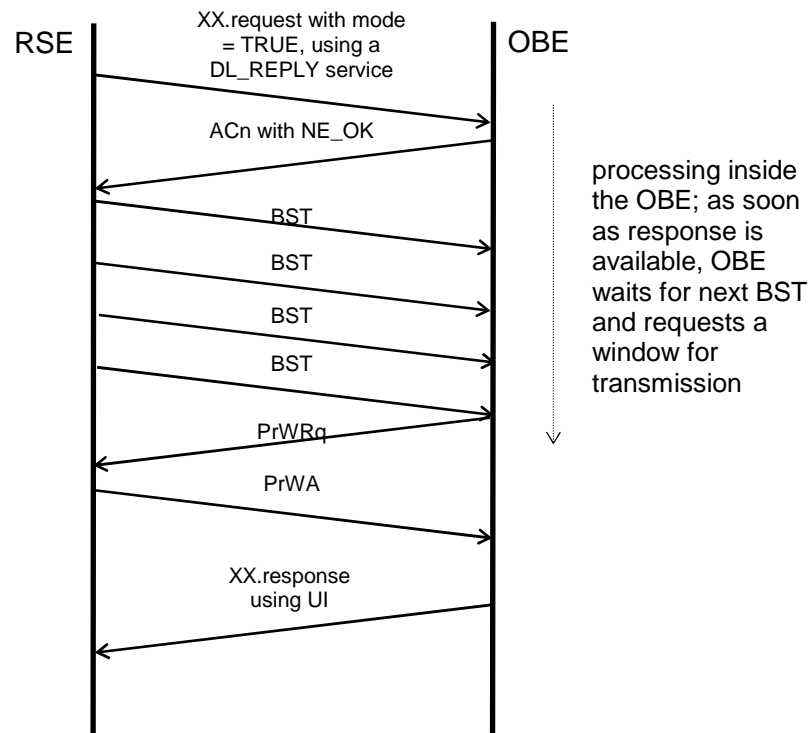 XX.request with mode
= TRUE, using a
DL_REPLY service
RSE
OBE
ACn with NE_OK
BST
BST
BST
BST
PrWRq
PrWA
XX.response
using UI
processing inside
the OBE; as soon
as response is
available, OBE
waits for next BST
and requests a
window for
transmission